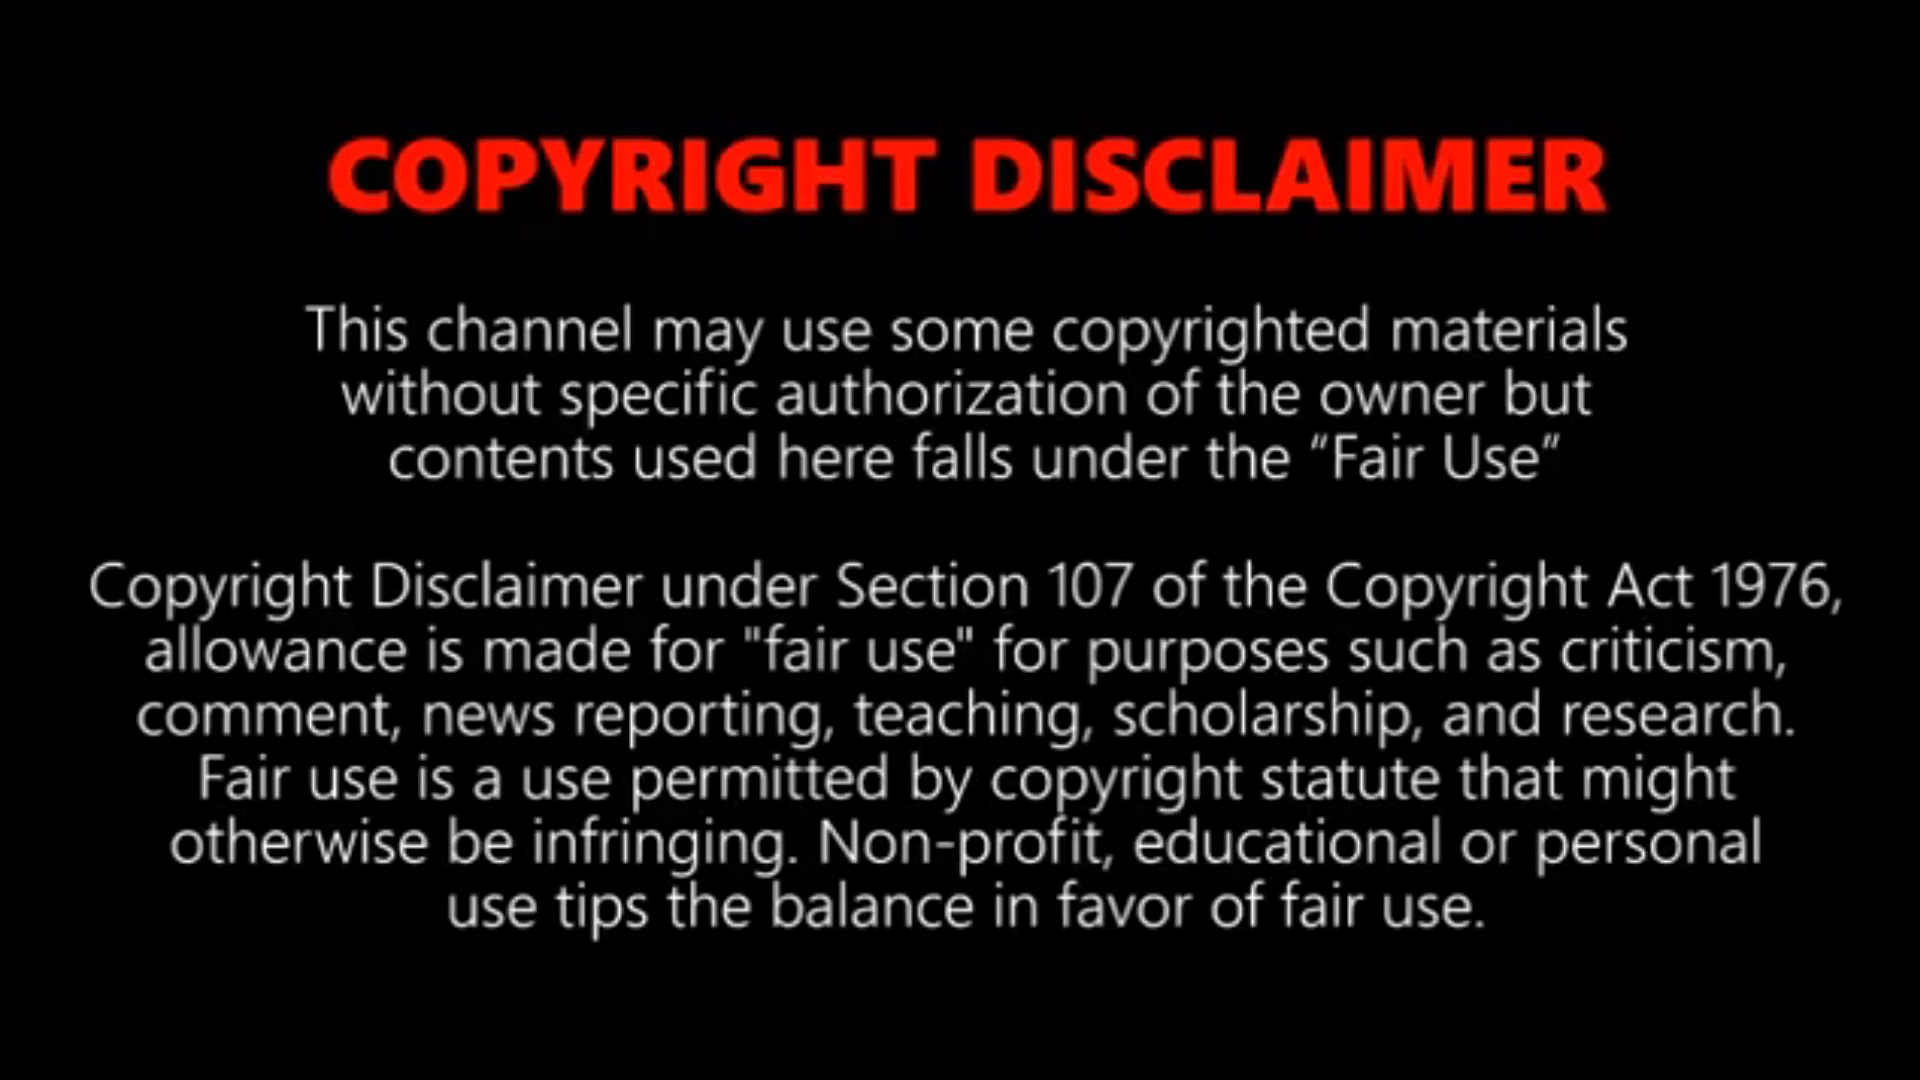 COPYRIGHT DISCLAIMER
This channel may use some copyrighted materials
without specific authorization of the owner but
contents used here falls under the “Fair Use”
Copyright Disclaimer under Section 107 of the Copyright Act 1976,
allowance is made for "fair use" for purposes such as criticism,
comment, news reporting, teaching, scholarship, and research.
Fair use is a use permitted by copyright statute that might
otherwise be infringing. Non-profit, educational or personal
use tips the balance in favor of fair use.